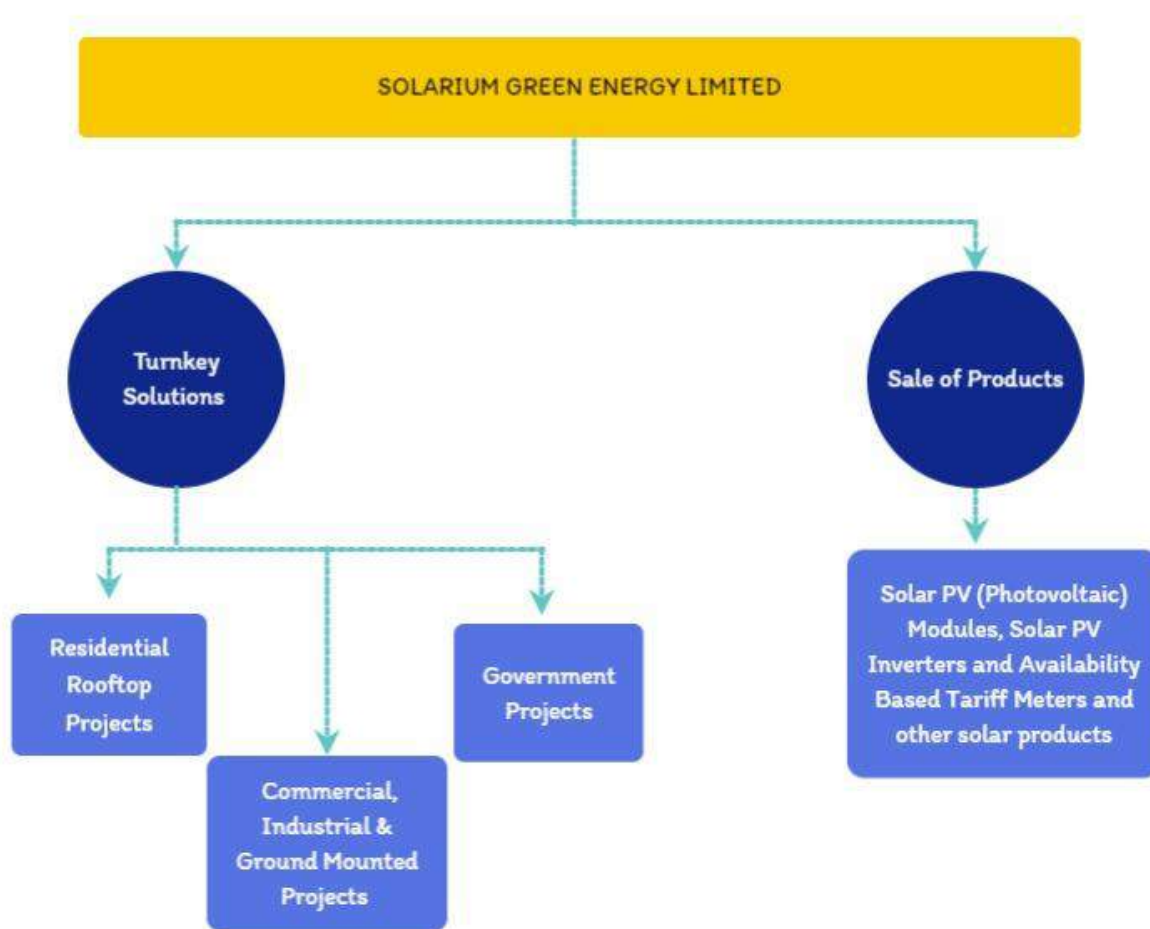 SOLARIUM GREEN ENERGY LIMITED
Turnkey
Solutions
Sale of Products
Residential
Rooftop
Projects
Commercial,
Industrial &
Ground Mounted
Projects
Government
Projects
Solar PV (Photovoltaic)
Modules, Solar PV
Inverters and Availability
Based Tariff Meters and
other solar products